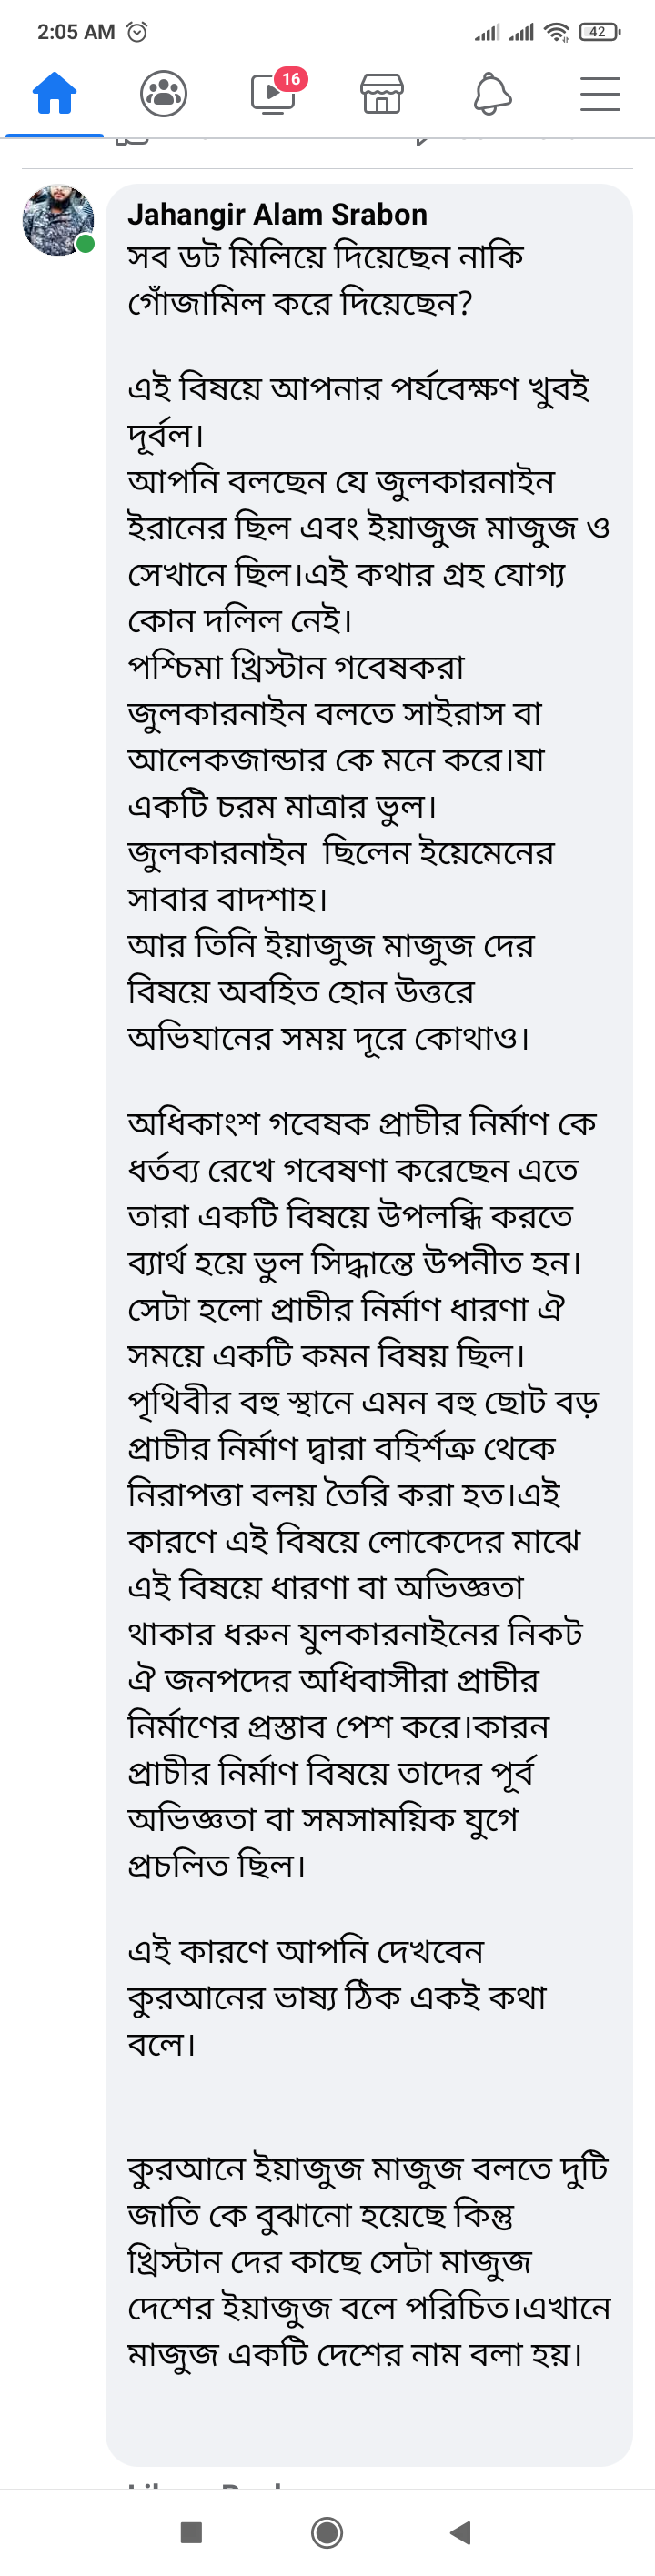 2:05 AM
42
16
Jahangir Alam Srabon
সব ডট মিলিয়ে দিয়েছেন নাকি
গোঁজামিল করে দিয়েছেন?
এই বিষয়ে আপনার পর্যবেক্ষণ খুবই
দূর্বল।
আপনি বলছেন যে জুলকারনাইন
ইরানের ছিল এবং ইয়াজুজ মাজুজ ও
সেখানে ছিল।এই কথার গ্রহ যোগ্য
কোন দলিল নেই।
পশ্চিমা খ্রিস্টান গবেষকরা
জুলকারনাইন বলতে সাইরাস বা
আলেকজান্ডার কে মনে করে।যা
একটি চরম মাত্রার ভুল।
জুলকারনাইন ছিলেন ইয়েমেনের
সাবার বাদশাহ।
আর তিনি ইয়াজুজ মাজুজ দের
বিষয়ে অবহিত হোন উত্তরে
অভিযানের সময় দূরে কোথাও।
অধিকাংশ গবেষক প্রাচীর নির্মাণ কে
ধর্তব্য রেখে গবেষণা করেছেন এতে
তারা একটি বিষয়ে উপলব্ধি করতে
ব্যার্থ হয়ে ভুল সিদ্ধান্তে উপনীত হন।
সেটা হলো প্রাচীর নির্মাণ ধারণা ঐ
সময়ে একটি কমন বিষয় ছিল।
পৃথিবীর বহু স্থানে এমন বহু ছোট বড়
প্রাচীর নির্মাণ দ্বারা বহির্শত্রু থেকে
নিরাপত্তা বলয় তৈরি করা হত।এই
কারণে এই বিষয়ে লোকেদের মাঝে
এই বিষয়ে ধারণা বা অভিজ্ঞতা
থাকার ধরুন যুলকারনাইনের নিকট
ঐ জনপদের অধিবাসীরা প্রাচীর
নির্মাণের প্রস্তাব পেশ করে।কারন
প্রাচীর নির্মাণ বিষয়ে তাদের পূর্ব
অভিজ্ঞতা বা সমসাময়িক যুগে
প্রচলিত ছিল।
এই কারণে আপনি দেখবেন
কুরআনের ভাষ্য ঠিক একই কথা
বলে।
কুরআনে ইয়াজুজ মাজুজ বলতে দুটি
জাতি কে বুঝানো হয়েছে কিন্তু
খ্রিস্টান দের কাছে সেটা মাজুজ
দেশের ইয়াজুজ বলে পরিচিত।এখানে
মাজুজ একটি দেশের নাম বলা হয়।